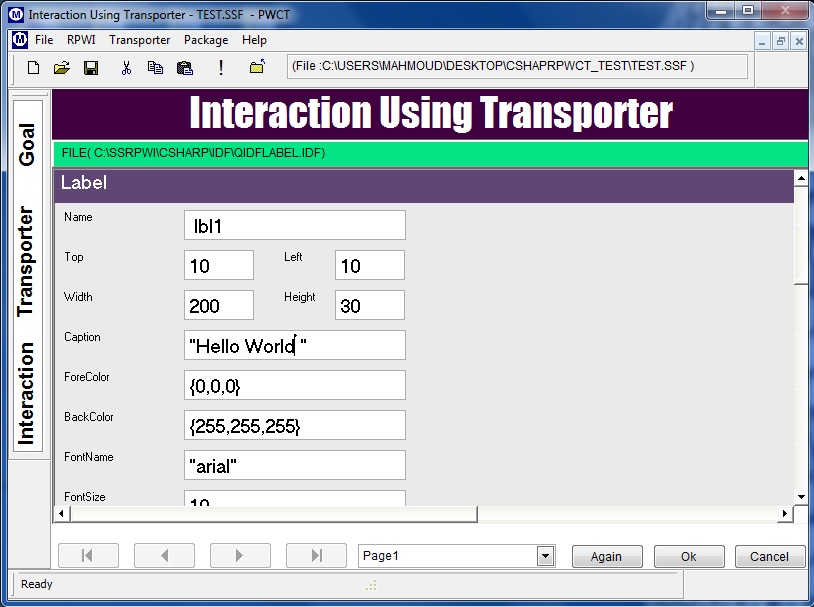 Interaction Using Transporter - TEST.SSF - PWCT
File RPWI Transporter Package Help
(File :C:\USERS\MAHMOUD\DESKTOP\CSHAPRPWCT_TEST\TEST.SSF )
Goal
Transporter
Interaction
Interaction Using Transporter
FILE( C:\SSRPWI\CSHARP\IDF\QIDFLABEL.IDF)
Label
Name lbl1
Top 10 Left 10
Width 200 Height 30
Caption "Hello World "
ForeColor {0,0,0}
BackColor {255,255,255}
FontName "arial"
FontSize 10
Page1 Again Ok Cancel
Ready